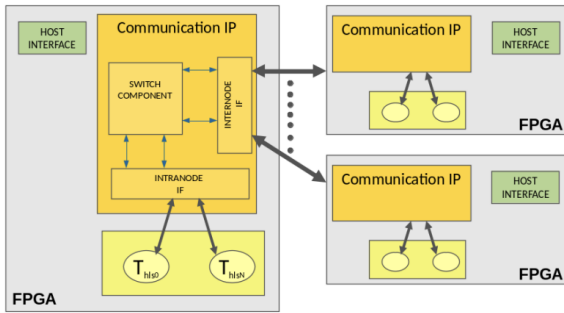 HOST
INTERFACE
Communication IP
SWITCH
COMPONENT
INTERNODE
IF
INTRANODE
IF
Thls0
ThlsN
FPGA
Communication IP
HOST
INTERFACE
FPGA
Communication IP
HOST
INTERFACE
FPGA